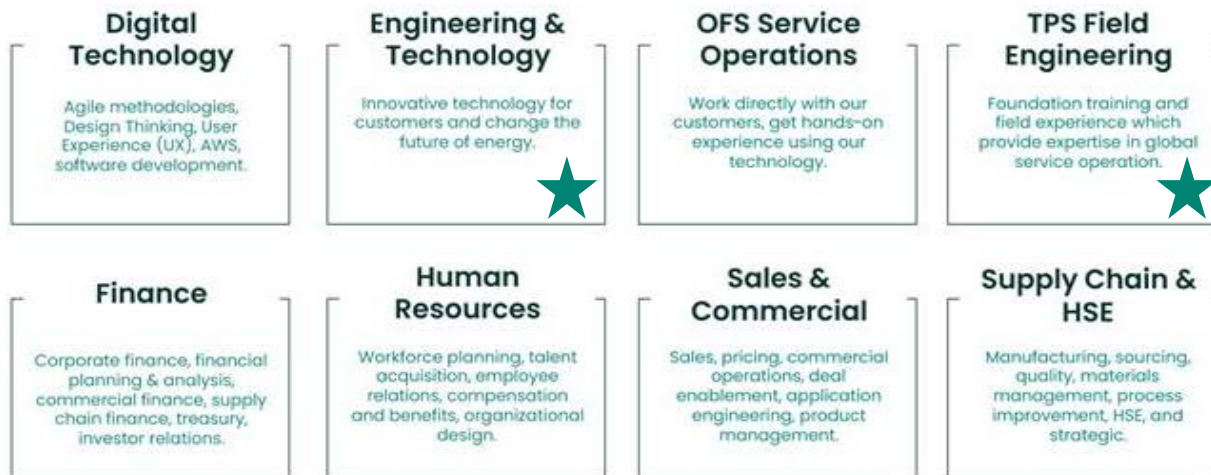 Digital
Technology
Agile methodologies,
Design Thinking, User
Experience (UX), AWS,
software development.
Engineering &
Technology
Innovative technology for
customers and change the
future of energy.
OFS Service
Operations
Work directly with our
customers, get hands-on
experience using our
technology.
TPS Field
Engineering
Foundation training and
field experience which
provide expertise in global
service operation.
Finance
Corporate finance, financial
planning & analysis,
commercial finance, supply
chain finance, treasury,
investor relations.
Human
Resources
Workforce planning, talent
acquisition, employee
relations, compensation
and benefits, organizational
design.
Sales &
Commercial
Sales, pricing, commercial
operations, deal
enablement, application
engineering, product
management.
Supply Chain &
HSE
Manufacturing, sourcing,
quality, materials
management, process
improvement, HSE, and
strategic.